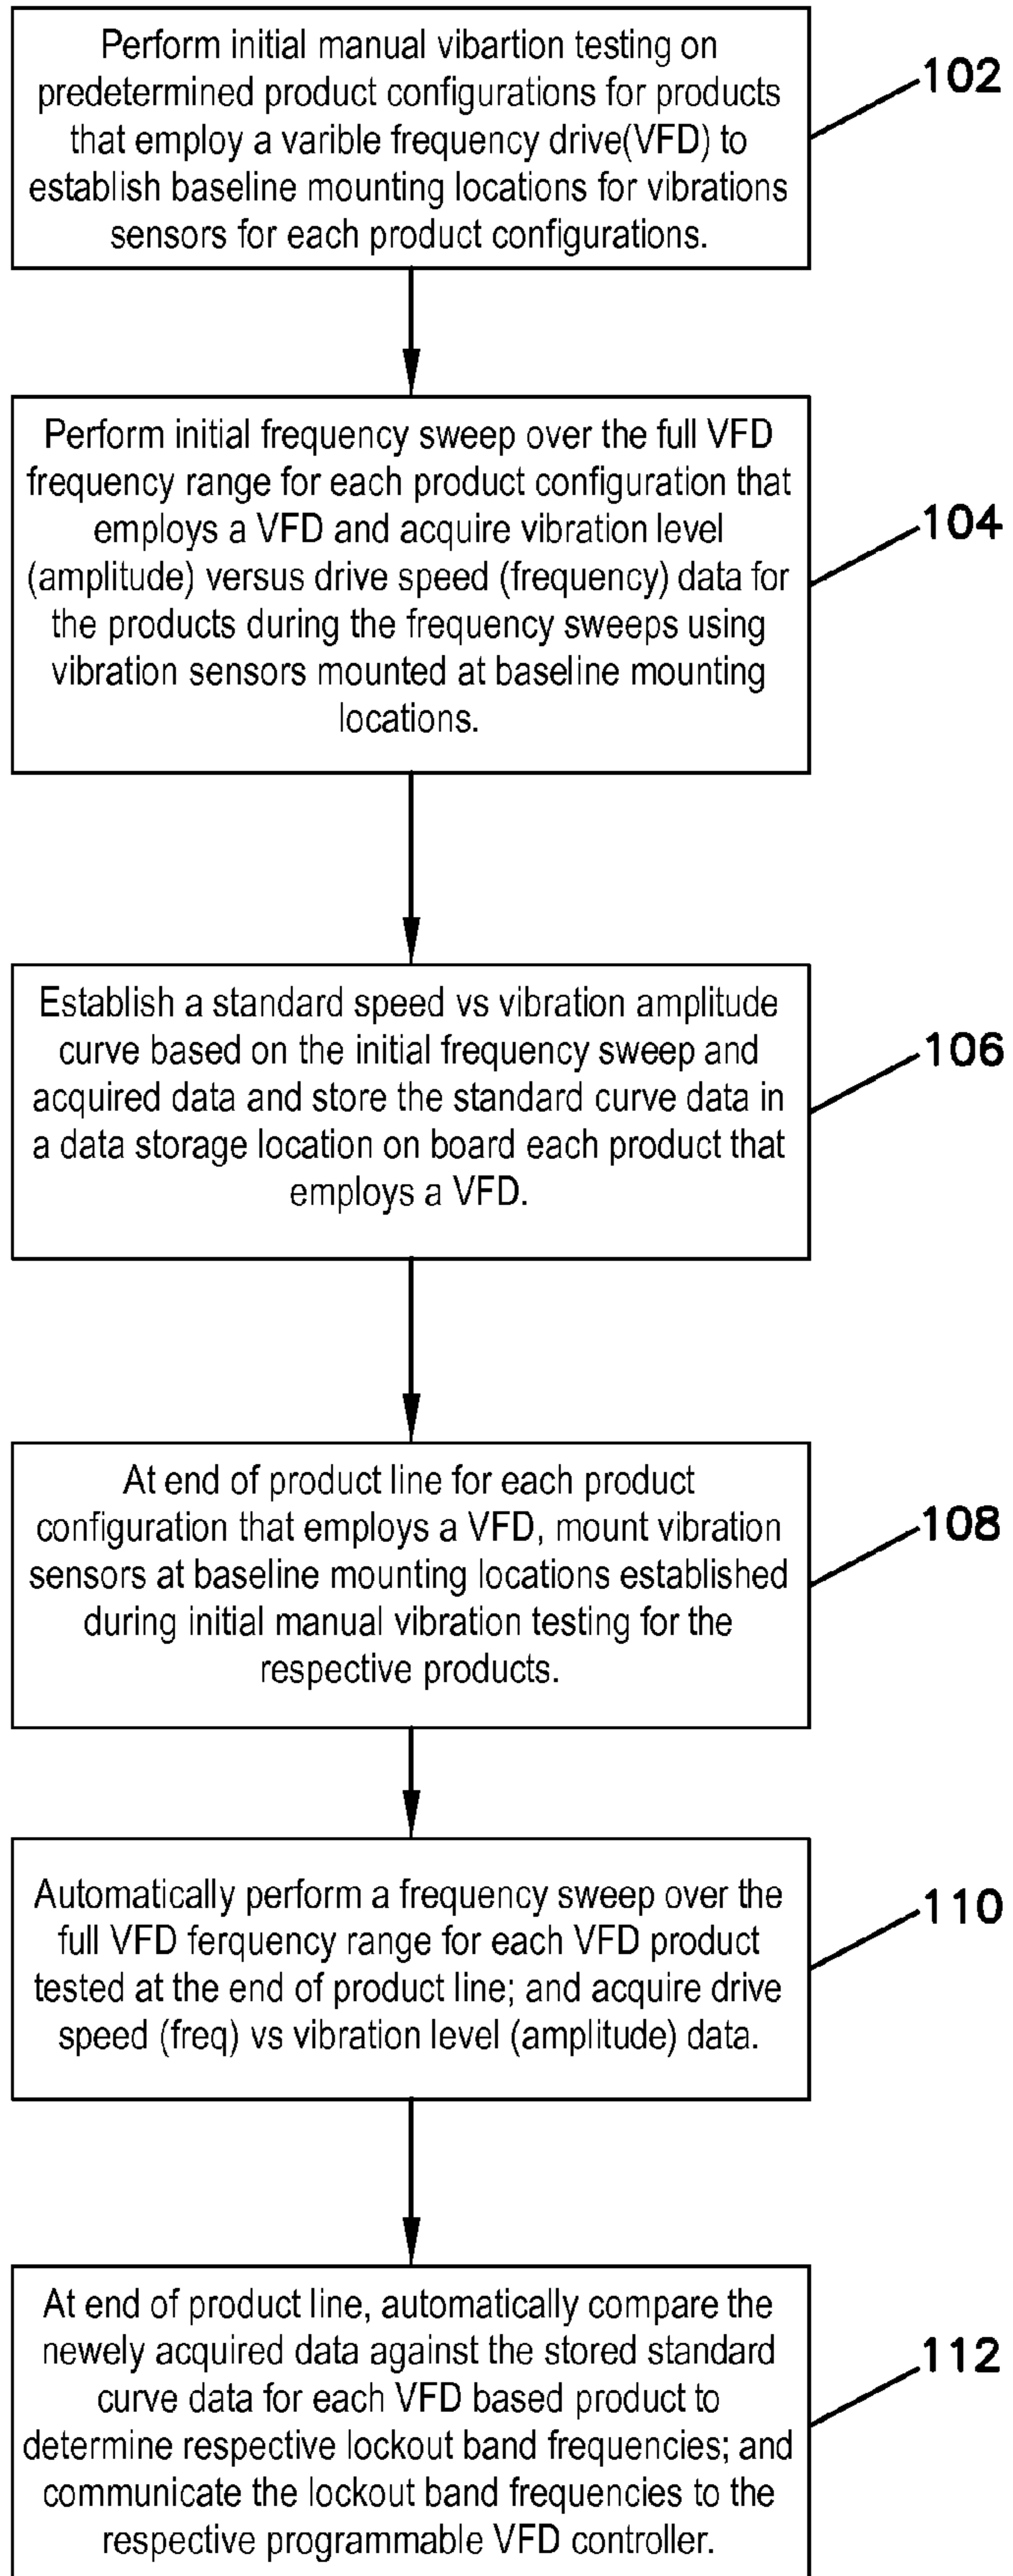 Perform initial manual vibartion testing on
predetermined product configurations for products
that employ a varible frequency drive(VFD) to
establish baseline mounting locations for vibrations
sensors for each product configurations.
102
Perform initial frequency sweep over the full VFD
frequency range for each product configuration that
employs a VFD and acquire vibration level
(amplitude) versus drive speed (frequency) data for
the products during the frequency sweeps using
vibration sensors mounted at baseline mounting
locations.
104
Establish a standard speed vs vibration amplitude
curve based on the initial frequency sweep and
acquired data and store the standard curve data in
a data storage location on board each product that
employs a VFD.
106
At end of product line for each product
configuration that employs a VFD, mount vibration
sensors at baseline mounting locations established
during initial manual vibration testing for the
respective products.
108
Automatically perform a frequency sweep over the
full VFD ferquency range for each VFD product
tested at the end of product line; and acquire drive
speed (freq) vs vibration level (amplitude) data.
110
At end of product line, automatically compare the
newly acquired data against the stored standard
curve data for each VFD based product to
determine respective lockout band frequencies; and
communicate the lockout band frequencies to the
respective programmable VFD controller.
112